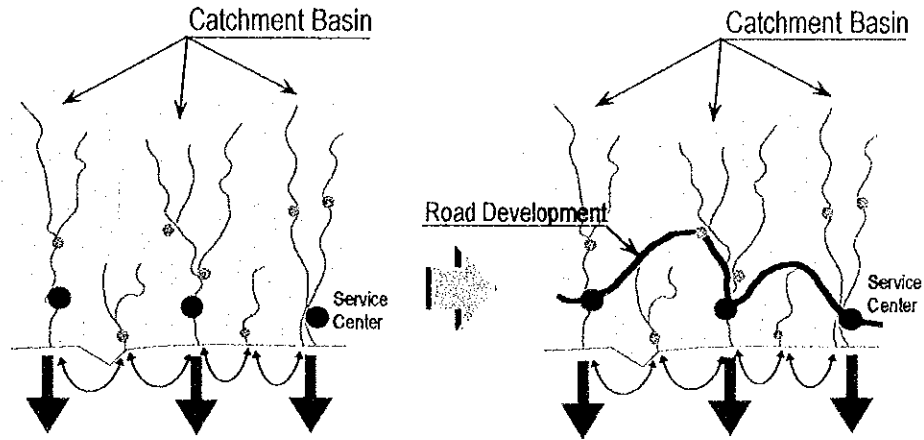 Catchment Basin
Service
Center
Catchment Basin
Road Development
Service
Center